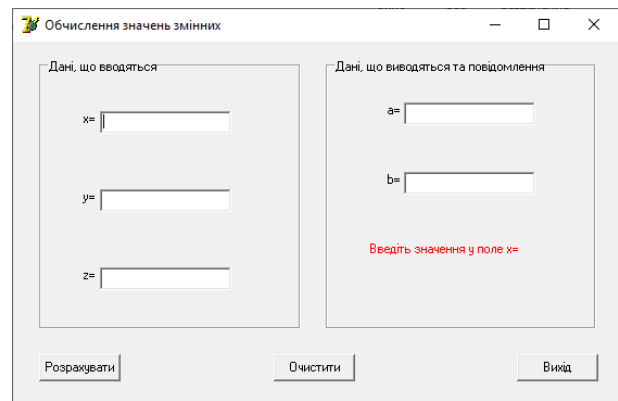 Обчислення значень змінних
Дані, що вводяться
x=
y=
z=
Дані, що виводяться та повідомлення
a=
b=
Введіть значення у поле x=
Розрахувати
Очистити
Вихід